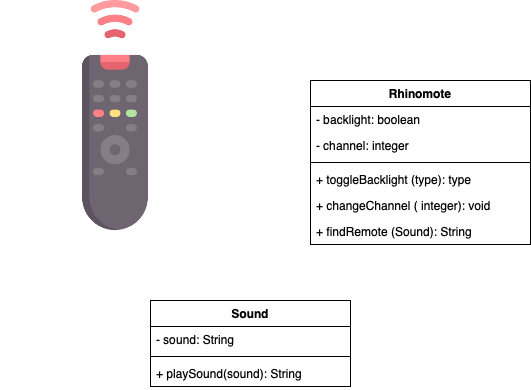 Rhinomote
- backlight: boolean
- channel: integer
+ toggleBacklight (type): type
+ changeChannel ( integer): void
+ findRemote (Sound): String
Sound
- sound: String
+ playSound(sound): String